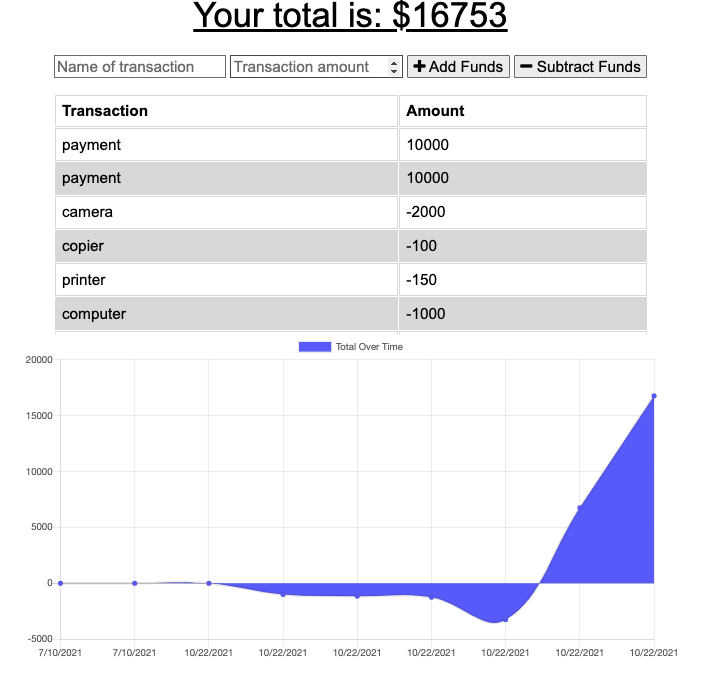 Your total is: $16753
Name of transaction Transaction amount + Add Funds − Subtract Funds
Transaction Amount
payment 10000
payment 10000
camera -2000
copier -100
printer -150
computer -1000
Total Over Time
20000
15000
10000
5000
0
-5000
7/10/2021 7/10/2021 10/22/2021 10/22/2021 10/22/2021 10/22/2021 10/22/2021 10/22/2021 10/22/2021